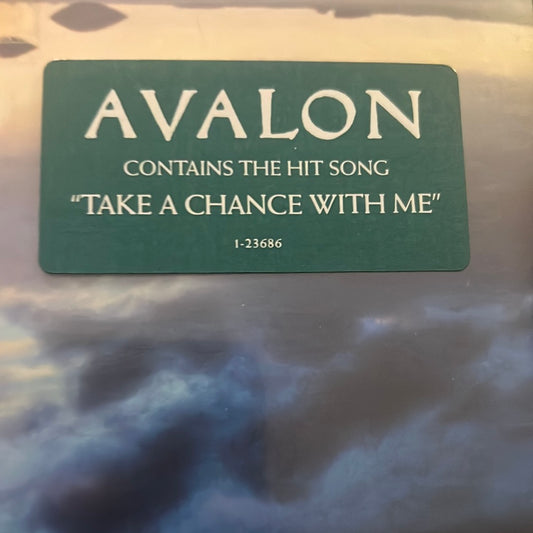 AVALON
CONTAINS THE HIT SONG
“TAKE A CHANCE WITH ME”
1-23686